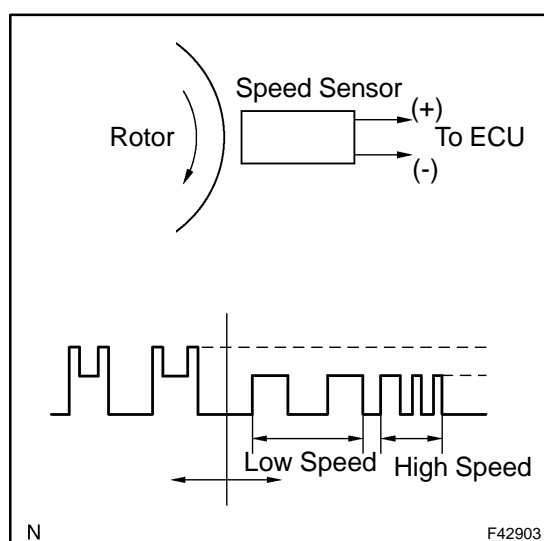 Speed Sensor
(+)
Rotor
To ECU
(-)
Low Speed
High Speed
N
F42903